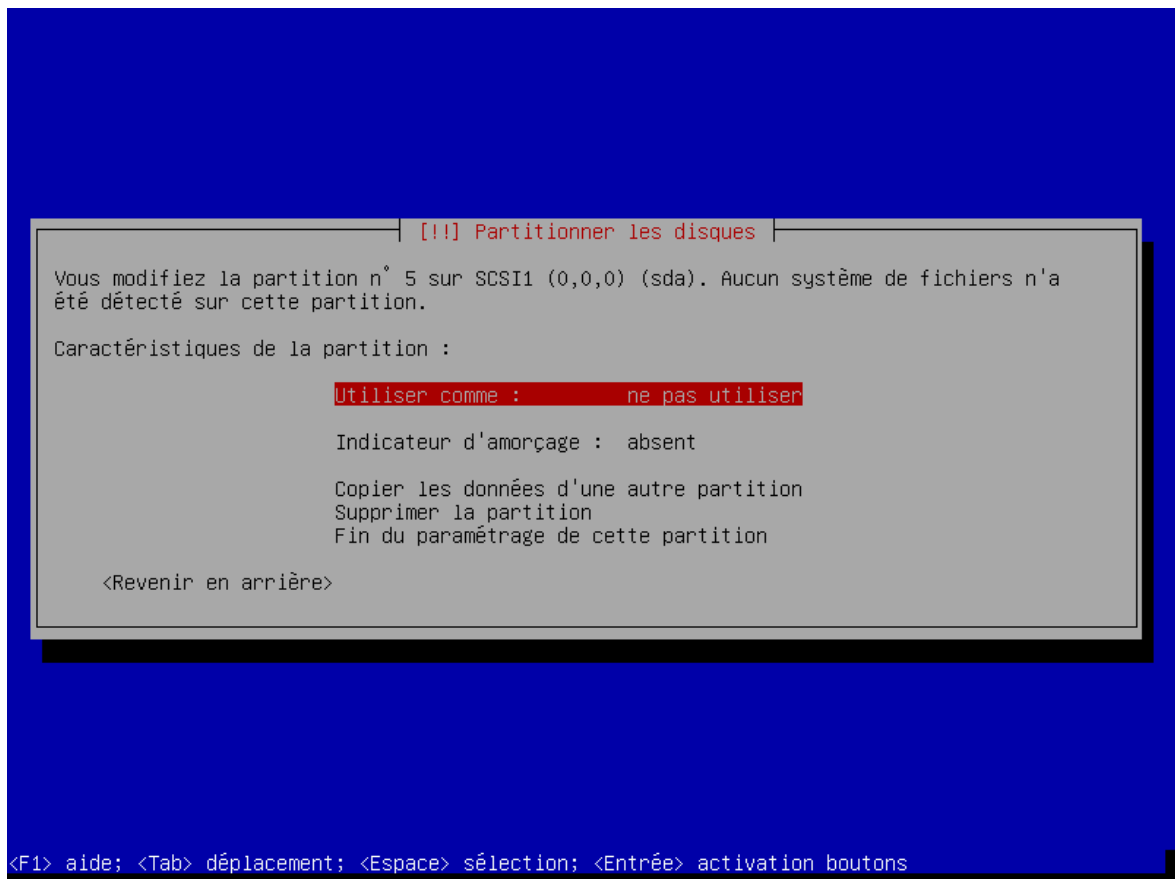 [!!] Partitionner les disques
Vous modifiez la partition n° 5 sur SCSI1 (0,0,0) (sda). Aucun système de fichiers n'a
été détecté sur cette partition.
Caractéristiques de la partition :
Utiliser comme : ne pas utiliser
Indicateur d'amorçage : absent
Copier les données d'une autre partition
Supprimer la partition
Fin du paramétrage de cette partition
<Revenir en arrière>
<F1> aide; <Tab> déplacement; <Espace> sélection; <Entrée> activation boutons